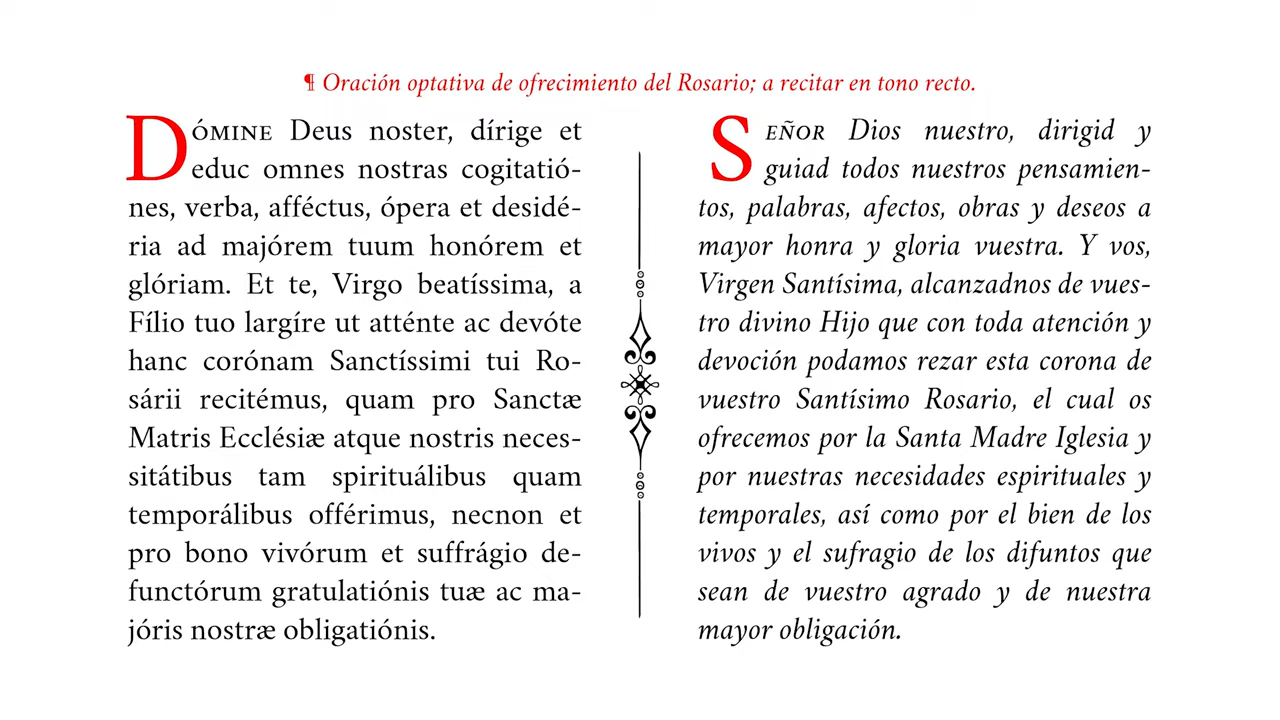 ¶ Oración optativa de ofrecimiento del Rosario; a recitar en tono recto.
DÓMINE Deus noster, dírige et
educ omnes nostras cogitatió-
nes, verba, afféctus, ópera et desidé-
ria ad majórem tuum honórem et
glóriam. Et te, Virgo beatíssima, a
Fílio tuo largíre ut atténte ac devóte
hanc corónam Sanctíssimi tui Ro-
sárii recitémus, quam pro Sanctæ
Matris Ecclésiæ atque nostris neces-
sitátibus tam spirituálibus quam
temporálibus offérimus, necnon et
pro bono vivórum et suffrágio de-
functórum gratulatiónis tuæ ac ma-
jóris nostræ obligatiónis.
SEÑOR Dios nuestro, dirigid y
guiad todos nuestros pensamien-
tos, palabras, afectos, obras y deseos a
mayor honra y gloria vuestra. Y vos,
Virgen Santísima, alcanzadnos de vues-
tro divino Hijo que con toda atención y
devoción podamos rezar esta corona de
vuestro Santísimo Rosario, el cual os
ofrecemos por la Santa Madre Iglesia y
por nuestras necesidades espirituales y
temporales, así como por el bien de los
vivos y el sufragio de los difuntos que
sean de vuestro agrado y de nuestra
mayor obligación.